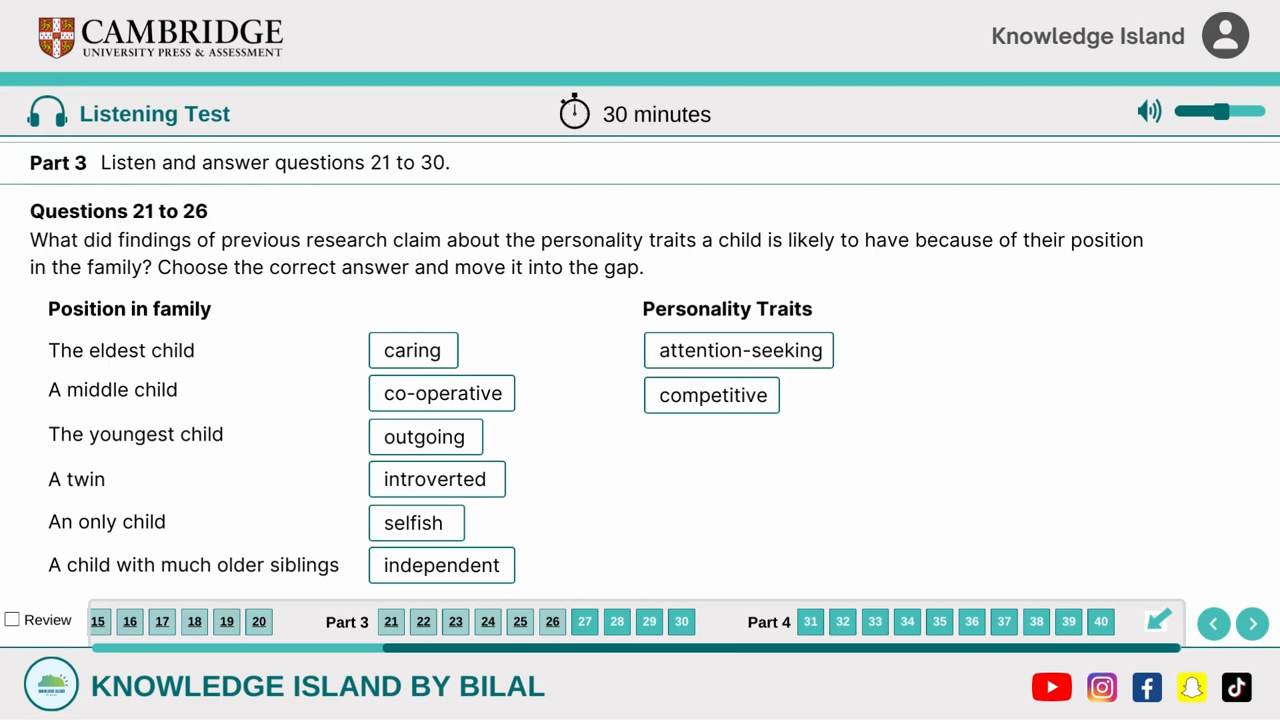 CAMBRIDGE
UNIVERSITY PRESS & ASSESSMENT
Knowledge Island
Listening Test
30 minutes
Part 3 Listen and answer questions 21 to 30.
Questions 21 to 26
What did findings of previous research claim about the personality traits a child is likely to have because of their position
in the family? Choose the correct answer and move it into the gap.
Position in family Personality Traits
The eldest child caring attention-seeking
A middle child co-operative competitive
The youngest child outgoing
A twin introverted
An only child selfish
A child with much older siblings independent
Review 15 16 17 18 19 20 Part 3 21 22 23 24 25 26 27 28 29 30 Part 4 31 32 33 34 35 36 37 38 39 40
KNOWLEDGE ISLAND BY BILAL